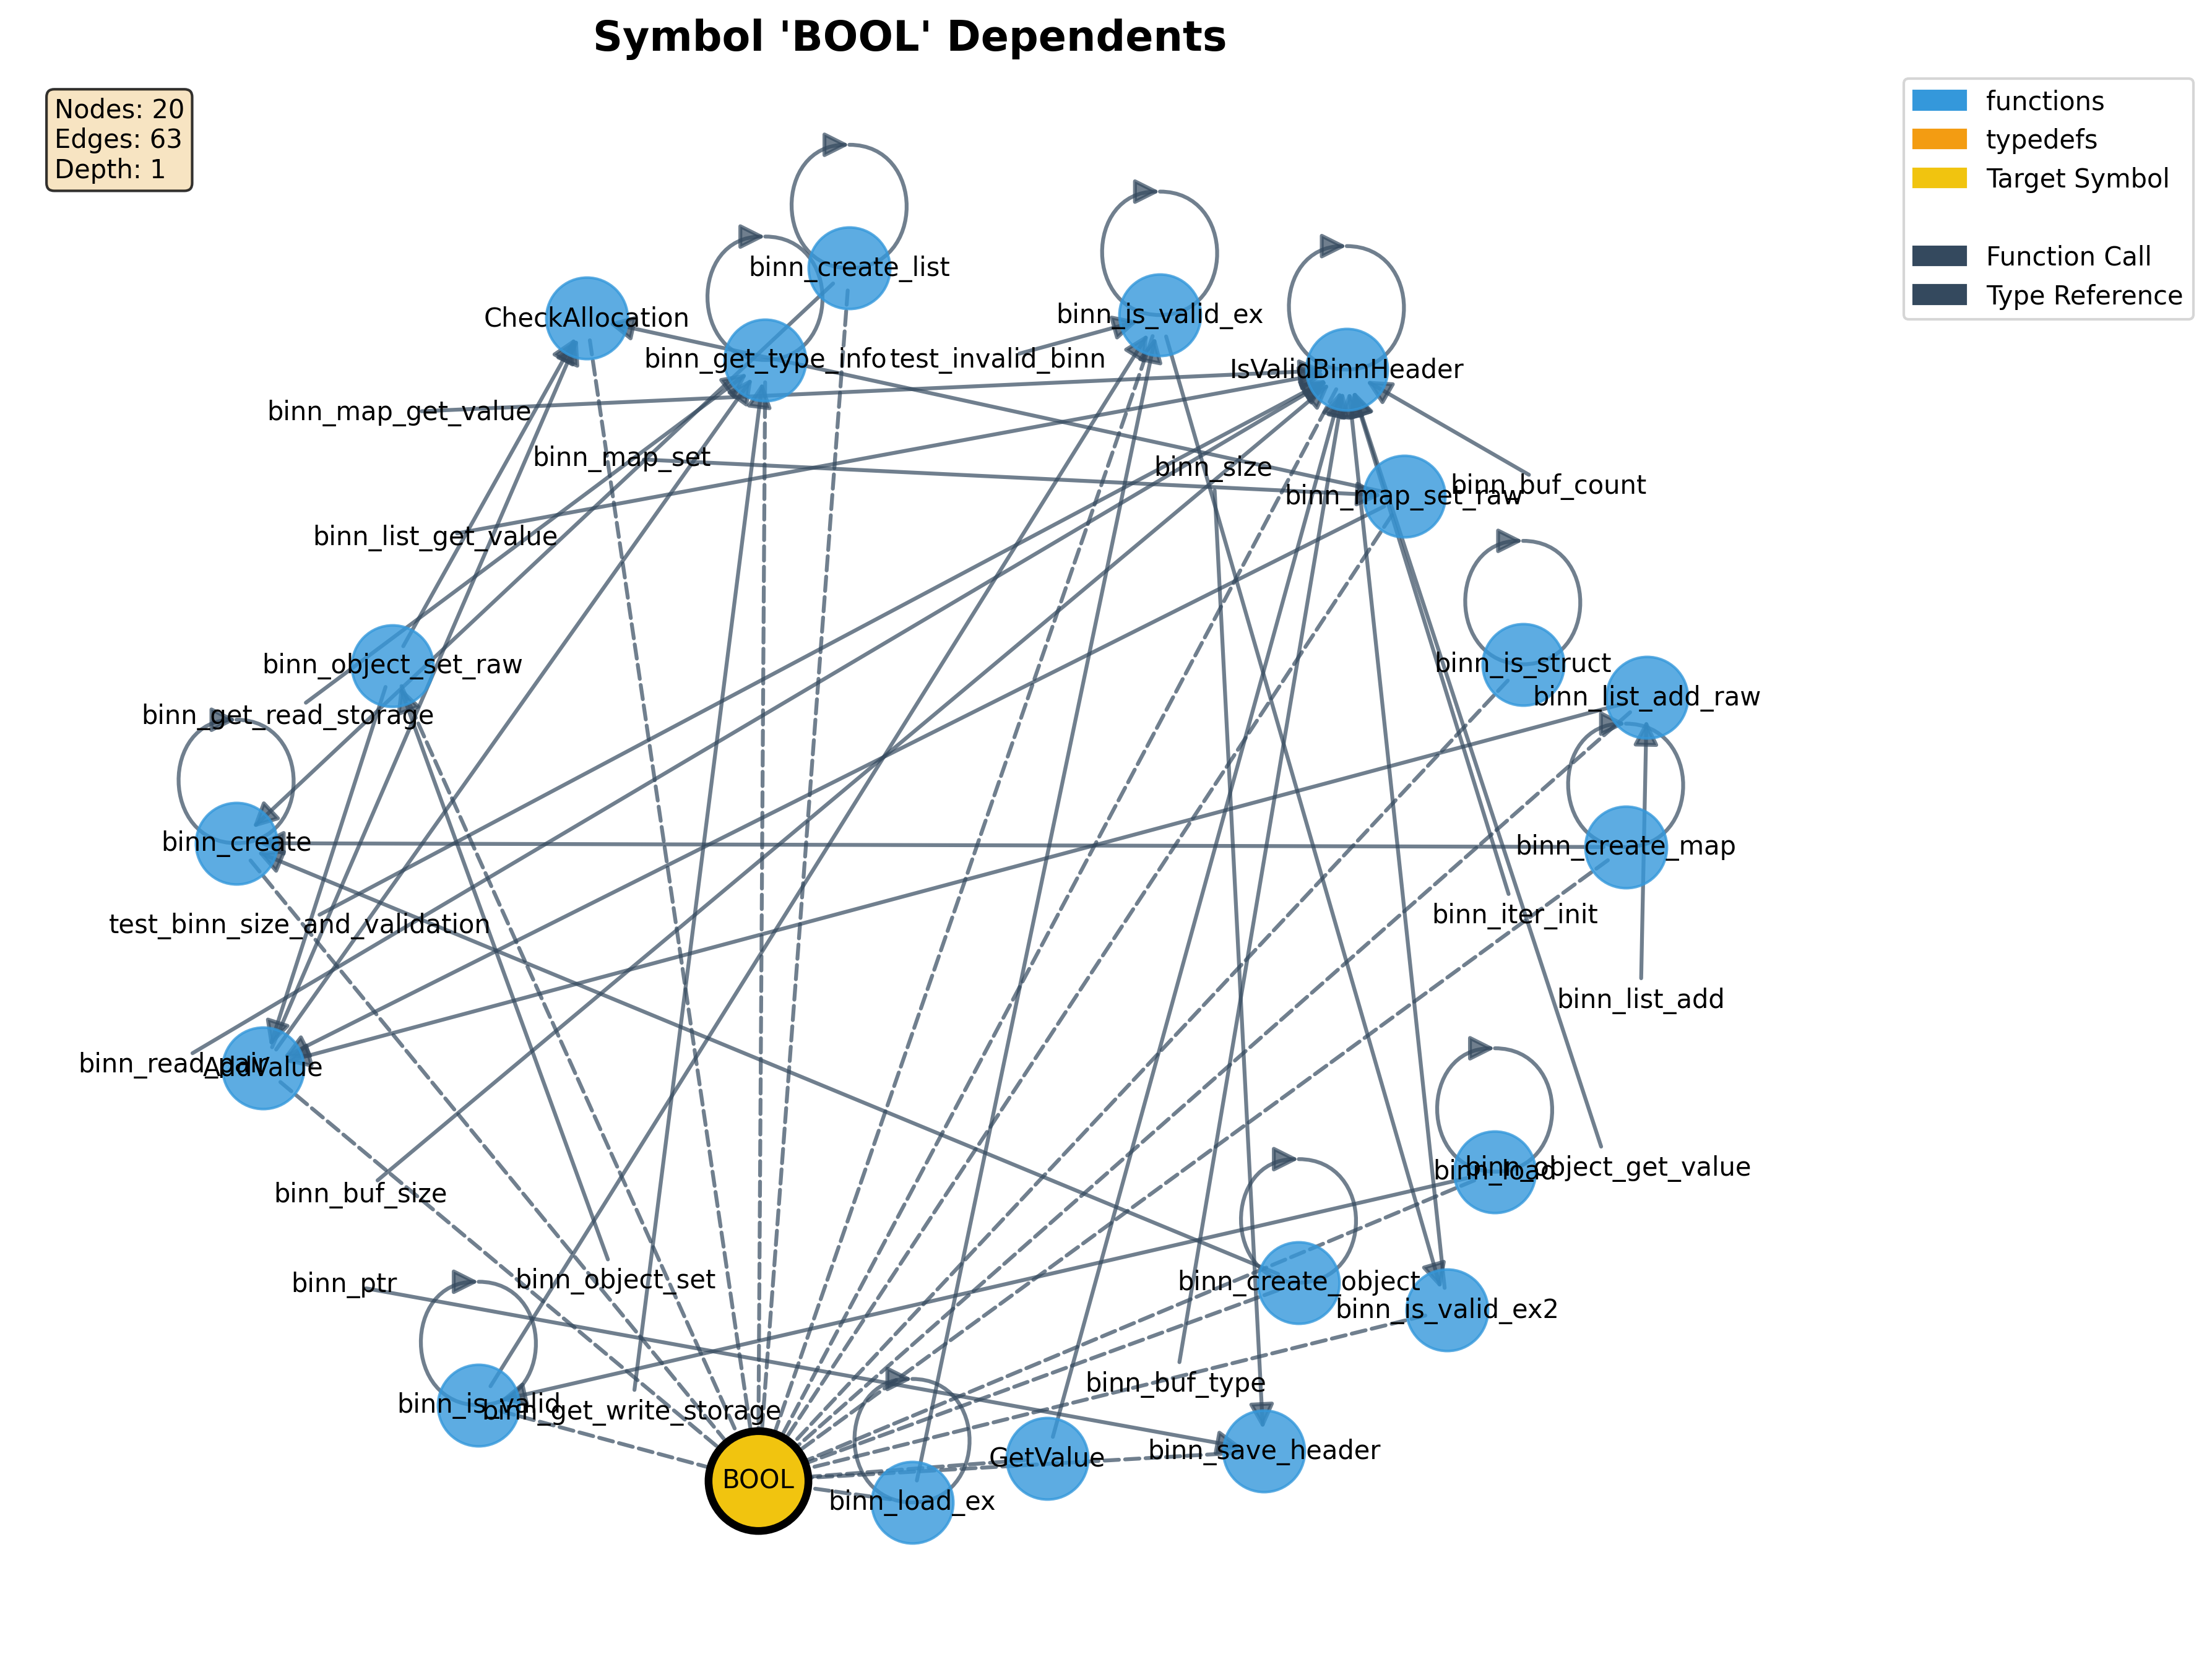 Symbol 'BOOL' Dependents
Nodes: 20
Edges: 63
Depth: 1
functions
typedefs
Target Symbol
Function Call
Type Reference
binn_create_list
CheckAllocation
binn_is_valid_ex
binn_get_type_info
test_invalid_binn
IsValidBinnHeader
binn_map_get_value
binn_map_set
binn_size
binn_buf_count
binn_map_set_raw
binn_list_get_value
binn_object_set_raw
binn_is_struct
binn_list_add_raw
binn_get_read_storage
binn_create
binn_create_map
binn_iter_init
test_binn_size_and_validation
binn_list_add
binn_read_pair
AddValue
binn_load
binn_object_get_value
binn_buf_size
binn_ptr
binn_object_set
binn_create_object
binn_is_valid_ex2
binn_buf_type
binn_is_valid
binn_get_write_storage
binn_save_header
GetValue
BOOL
binn_load_ex